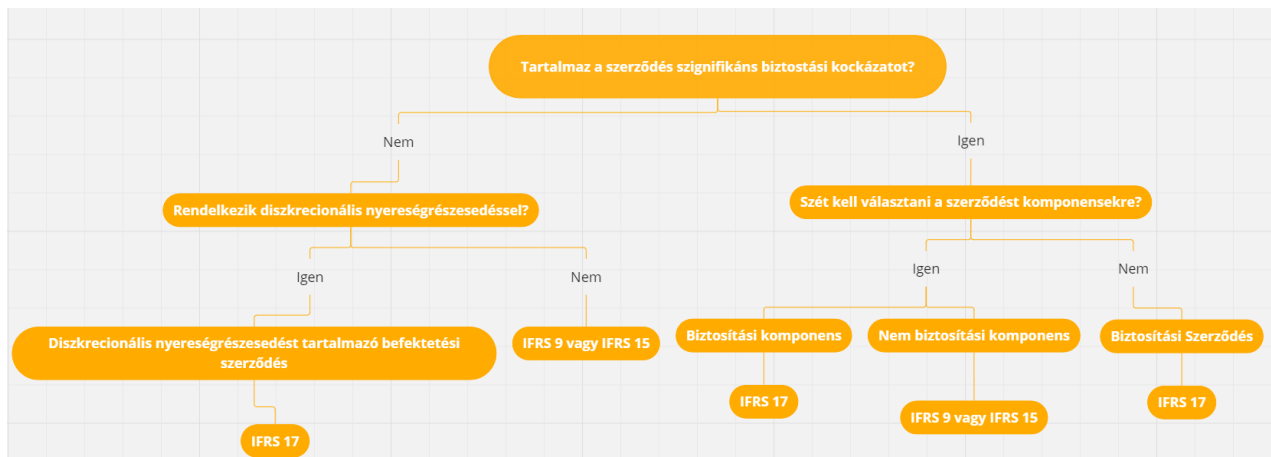 Tartalmaz a szerződés szignifikáns biztostási kockázatot?
Nem
Igen
Rendelkezik diszkrecionális nyereségrészesedéssel?
Szét kell választani a szerződést komponensekre?
Igen
Nem
Igen
Nem
Diszkrecionális nyereségrészesedést tartalmazó befektetési
szerződés
IFRS 9 vagy IFRS 15
Biztosítási komponens
Nem biztosítási komponens
Biztosítási Szerződés
IFRS 17
IFRS 17
IFRS 9 vagy IFRS 15
IFRS 17